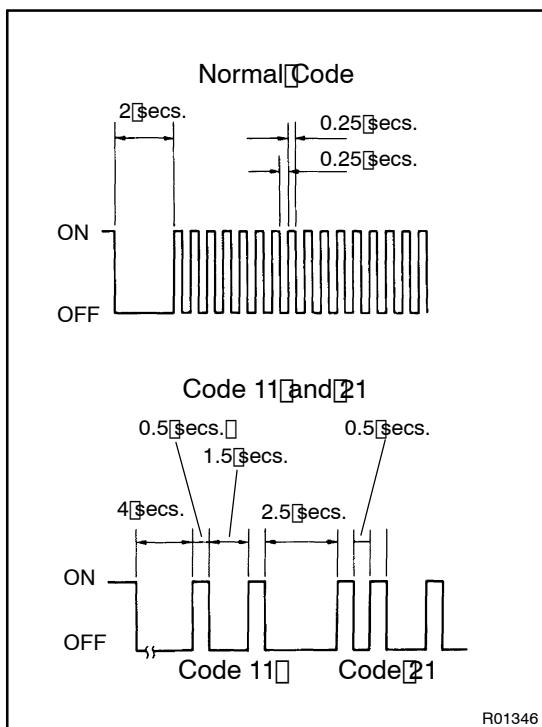 Normal Code
2 secs.
0.25 secs.
0.25 secs.
ON
OFF
Code 11 and 21
0.5 secs. 0.5 secs.
1.5 secs.
4 secs. 2.5 secs.
ON
OFF
Code 11 Code 21
R01346